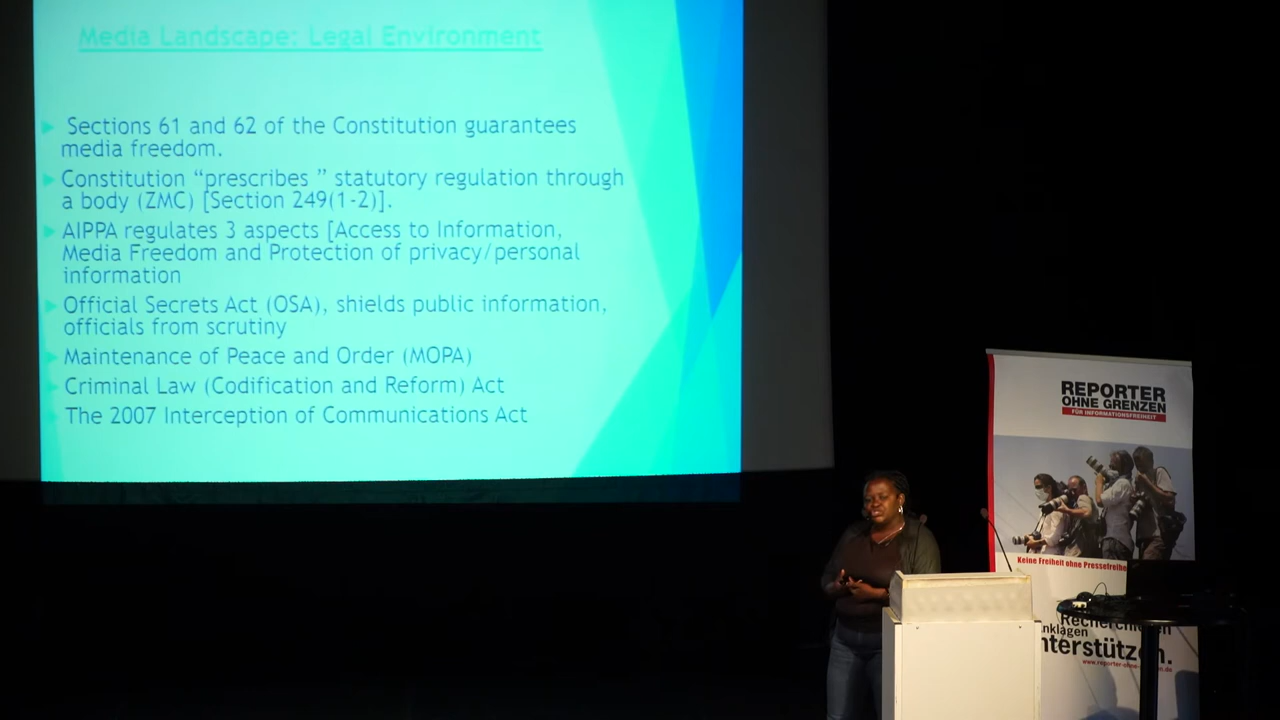 Media Landscape: Legal Environment
Sections 61 and 62 of the Constitution guarantees
media freedom.
Constitution “prescribes ” statutory regulation through
a body (ZMC) [Section 249(1-2)].
AIPPA regulates 3 aspects [Access to Information,
Media Freedom and Protection of privacy/personal
information
Official Secrets Act (OSA), shields public information,
officials from scrutiny
Maintenance of Peace and Order (MOPA)
Criminal Law (Codification and Reform) Act
The 2007 Interception of Communications Act
REPORTER
OHNE GRENZEN
FÜR INFORMATIONSFREIHEIT
Keine Freiheit ohne Pressefreihe